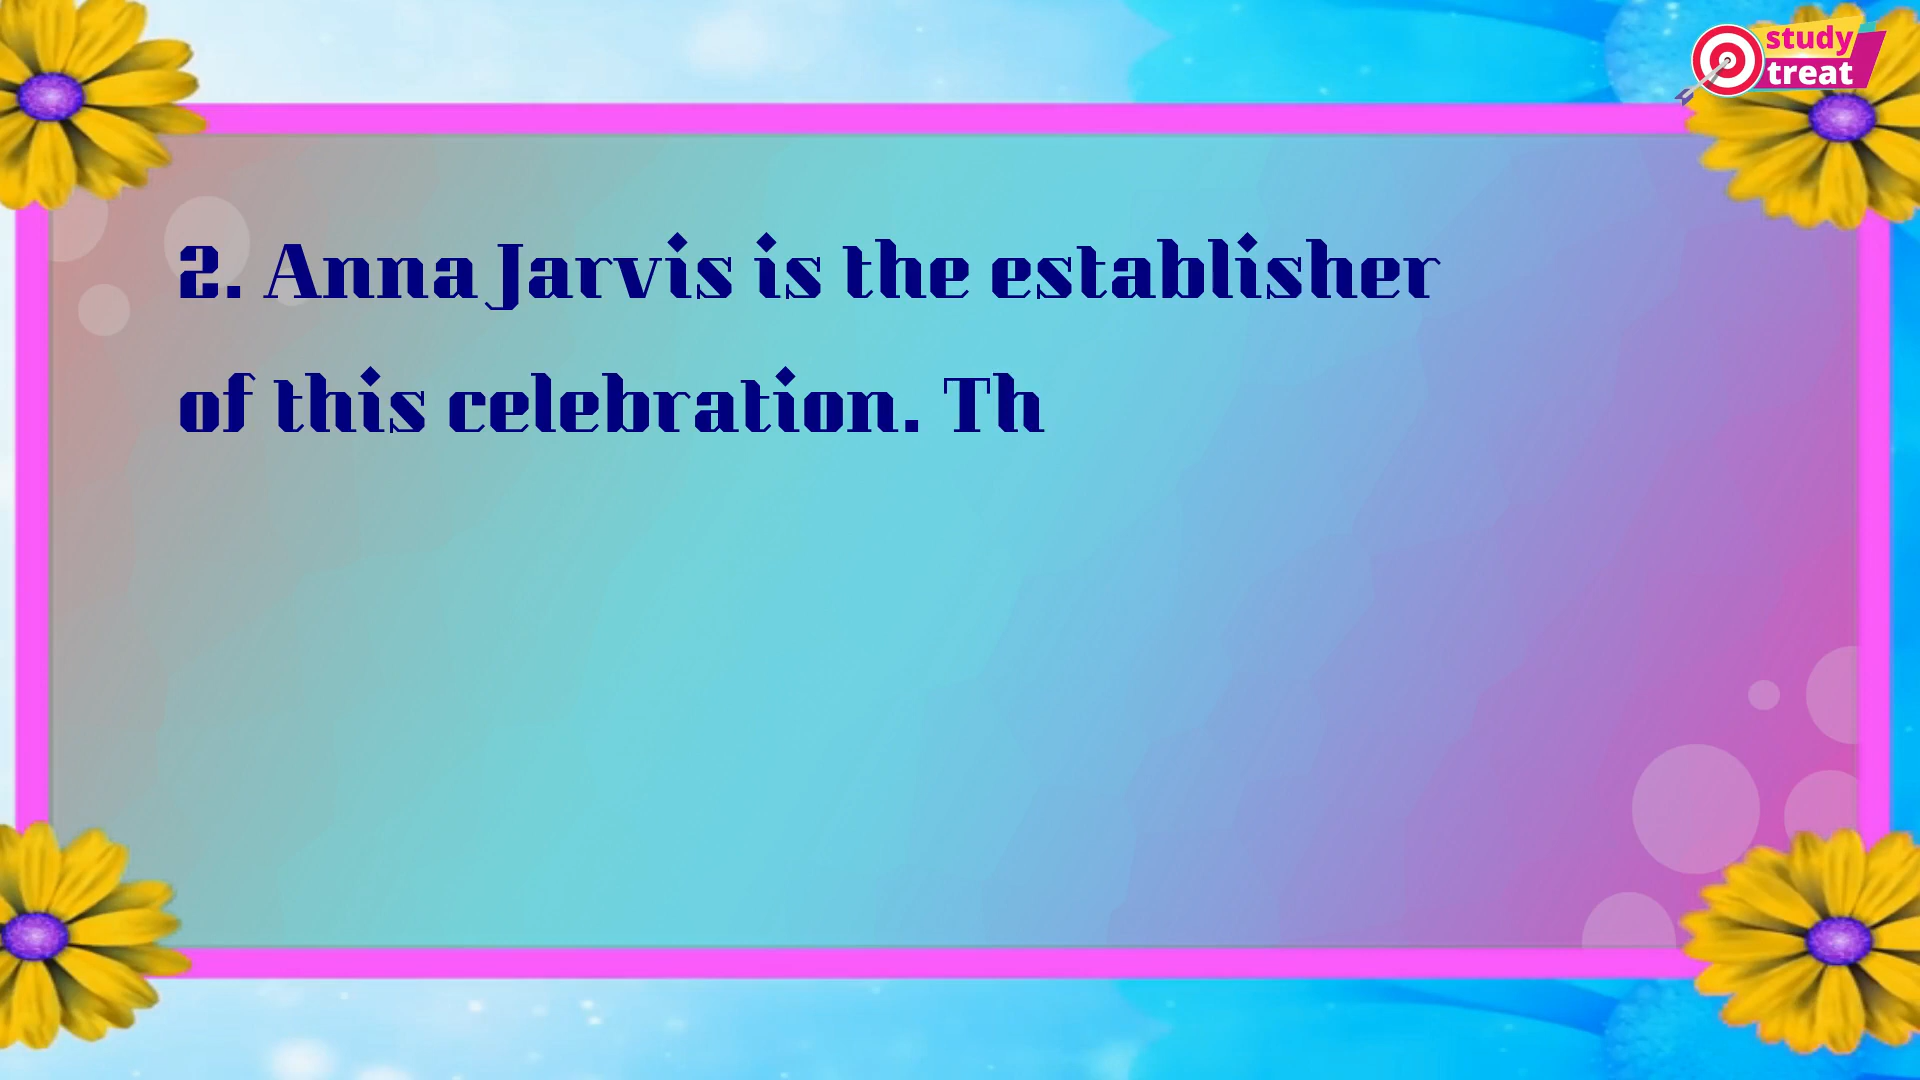 study
treat
2. Anna Jarvis is the establisher
of this celebration. Th